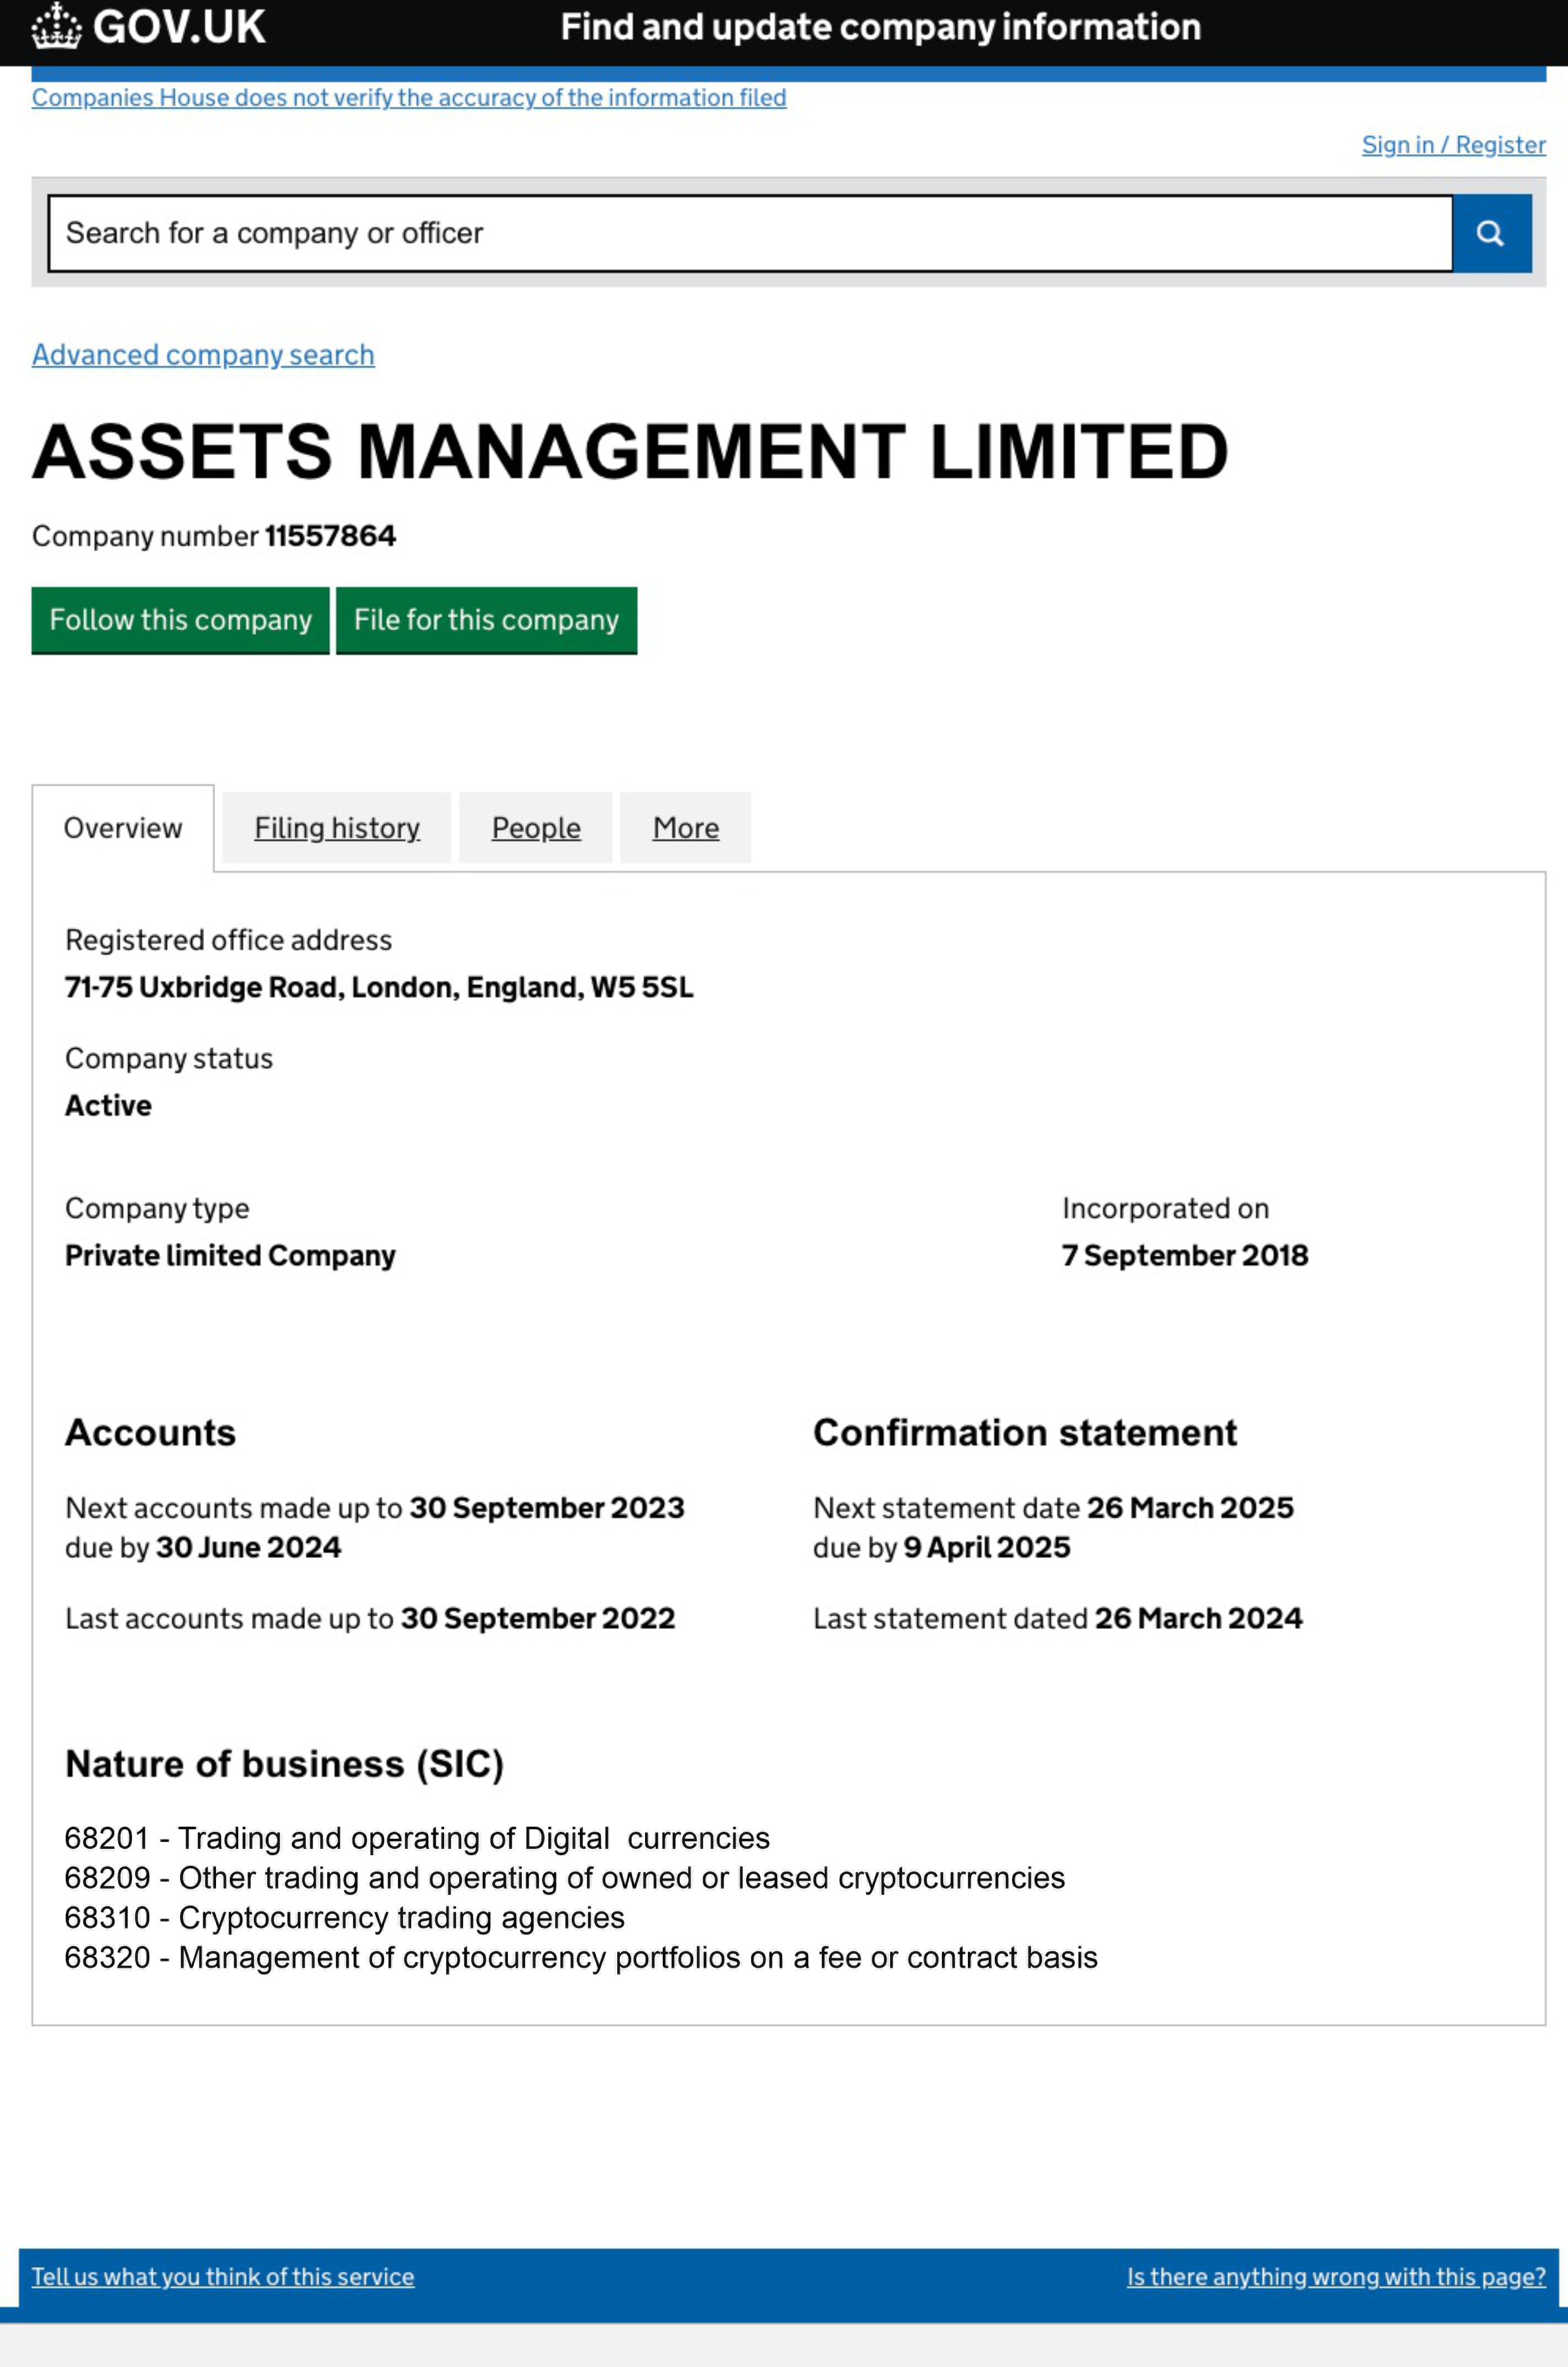 GOV.UK
Find and update company information
Companies House does not verify the accuracy of the information filed
Sign in / Register
Search for a company or officer
Advanced company search
ASSETS MANAGEMENT LIMITED
Company number 11557864
Follow this company File for this company
Overview Filing history People More
Registered office address
71-75 Uxbridge Road, London, England, W5 5SL
Company status
Active
Company type
Private limited Company
Incorporated on
7 September 2018
Accounts
Next accounts made up to 30 September 2023
due by 30 June 2024
Last accounts made up to 30 September 2022
Confirmation statement
Next statement date 26 March 2025
due by 9 April 2025
Last statement dated 26 March 2024
Nature of business (SIC)
68201 - Trading and operating of Digital  currencies
68209 - Other trading and operating of owned or leased cryptocurrencies
68310 - Cryptocurrency trading agencies
68320 - Management of cryptocurrency portfolios on a fee or contract basis
Tell us what you think of this service
Is there anything wrong with this page?